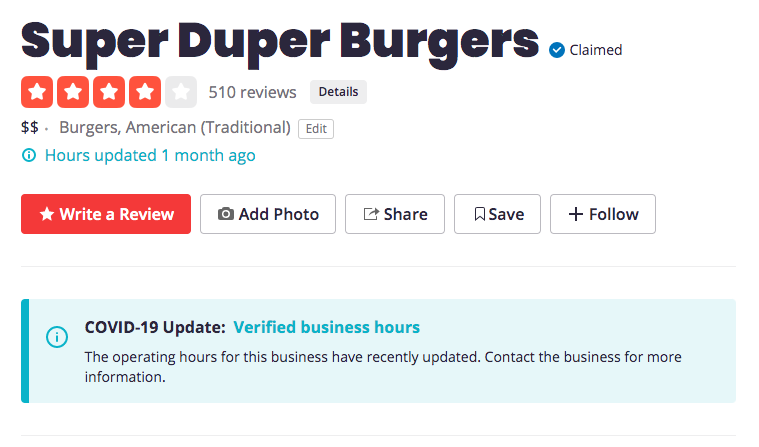 Super Duper Burgers Claimed
510 reviews Details
$$ · Burgers, American (Traditional) Edit
Hours updated 1 month ago
Write a Review Add Photo Share Save Follow
COVID-19 Update: Verified business hours
The operating hours for this business have recently updated. Contact the business for more
information.